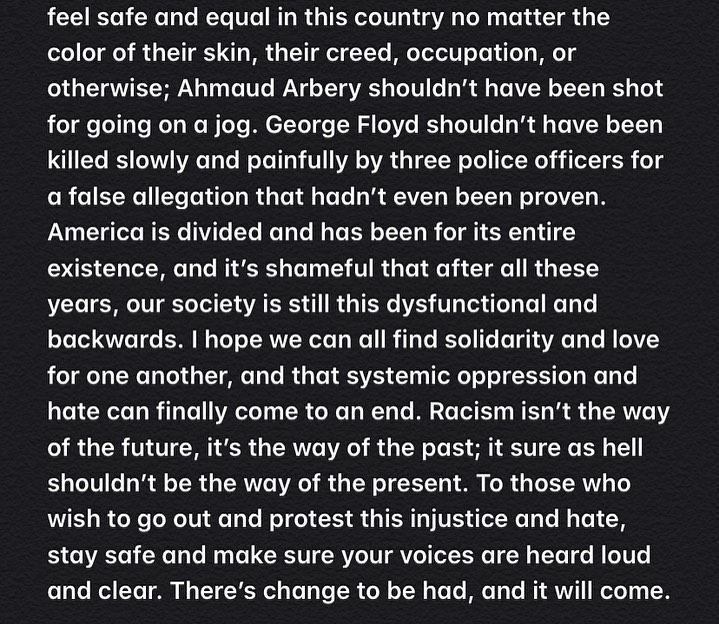 feel safe and equal in this country no matter the
color of their skin, their creed, occupation, or
otherwise; Ahmaud Arbery shouldn’t have been shot
for going on a jog. George Floyd shouldn’t have been
killed slowly and painfully by three police officers for
a false allegation that hadn’t even been proven.
America is divided and has been for its entire
existence, and it’s shameful that after all these
years, our society is still this dysfunctional and
backwards. I hope we can all find solidarity and love
for one another, and that systemic oppression and
hate can finally come to an end. Racism isn’t the way
of the future, it’s the way of the past; it sure as hell
shouldn’t be the way of the present. To those who
wish to go out and protest this injustice and hate,
stay safe and make sure your voices are heard loud
and clear. There’s change to be had, and it will come.